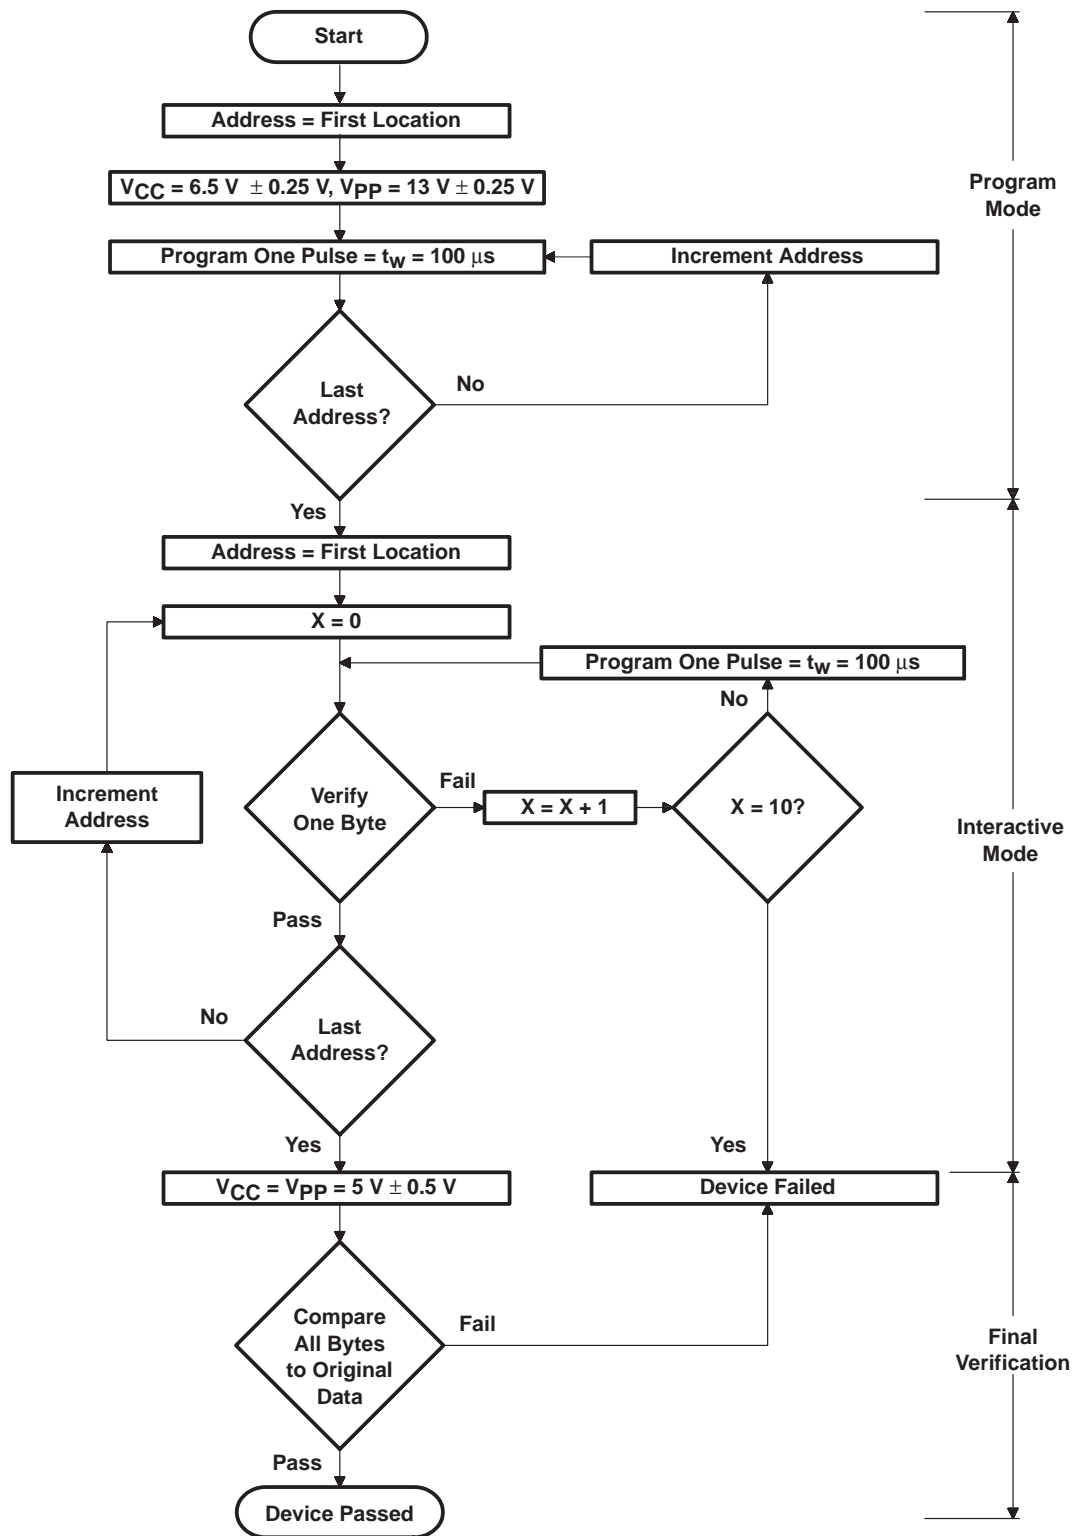 Start
Address = First Location
VCC = 6.5 V ± 0.25 V, VPP = 13 V ± 0.25 V
Program
Mode
Program One Pulse = tw = 100 μs
Increment Address
Last
Address?
No
Yes
Address = First Location
X = 0
Program One Pulse = tw = 100 μs
No
Increment
Address
Verify
One Byte
Fail
X = X + 1
X = 10?
Interactive
Mode
Pass
No
Last
Address?
Yes
Yes
VCC = VPP = 5 V ± 0.5 V
Device Failed
Compare
All Bytes
to Original
Data
Fail
Final
Verification
Pass
Device Passed